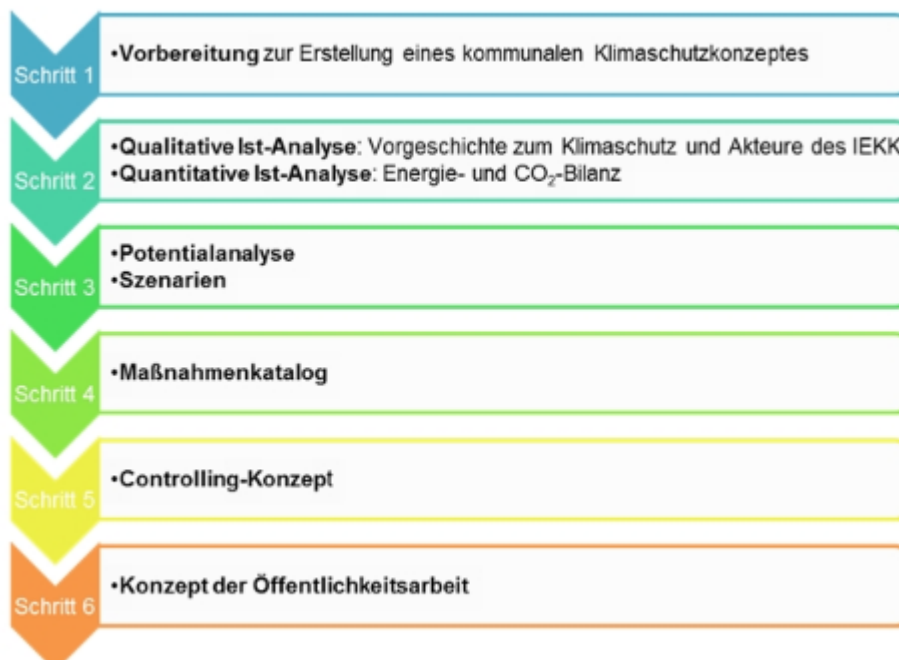 Schritt 1
•Vorbereitung zur Erstellung eines kommunalen Klimaschutzkonzeptes
Schritt 2
•Qualitative Ist-Analyse: Vorgeschichte zum Klimaschutz und Akteure des IEKK
•Quantitative Ist-Analyse: Energie- und CO₂-Bilanz
Schritt 3
•Potentialanalyse
•Szenarien
Schritt 4
•Maßnahmenkatalog
Schritt 5
•Controlling-Konzept
Schritt 6
•Konzept der Öffentlichkeitsarbeit